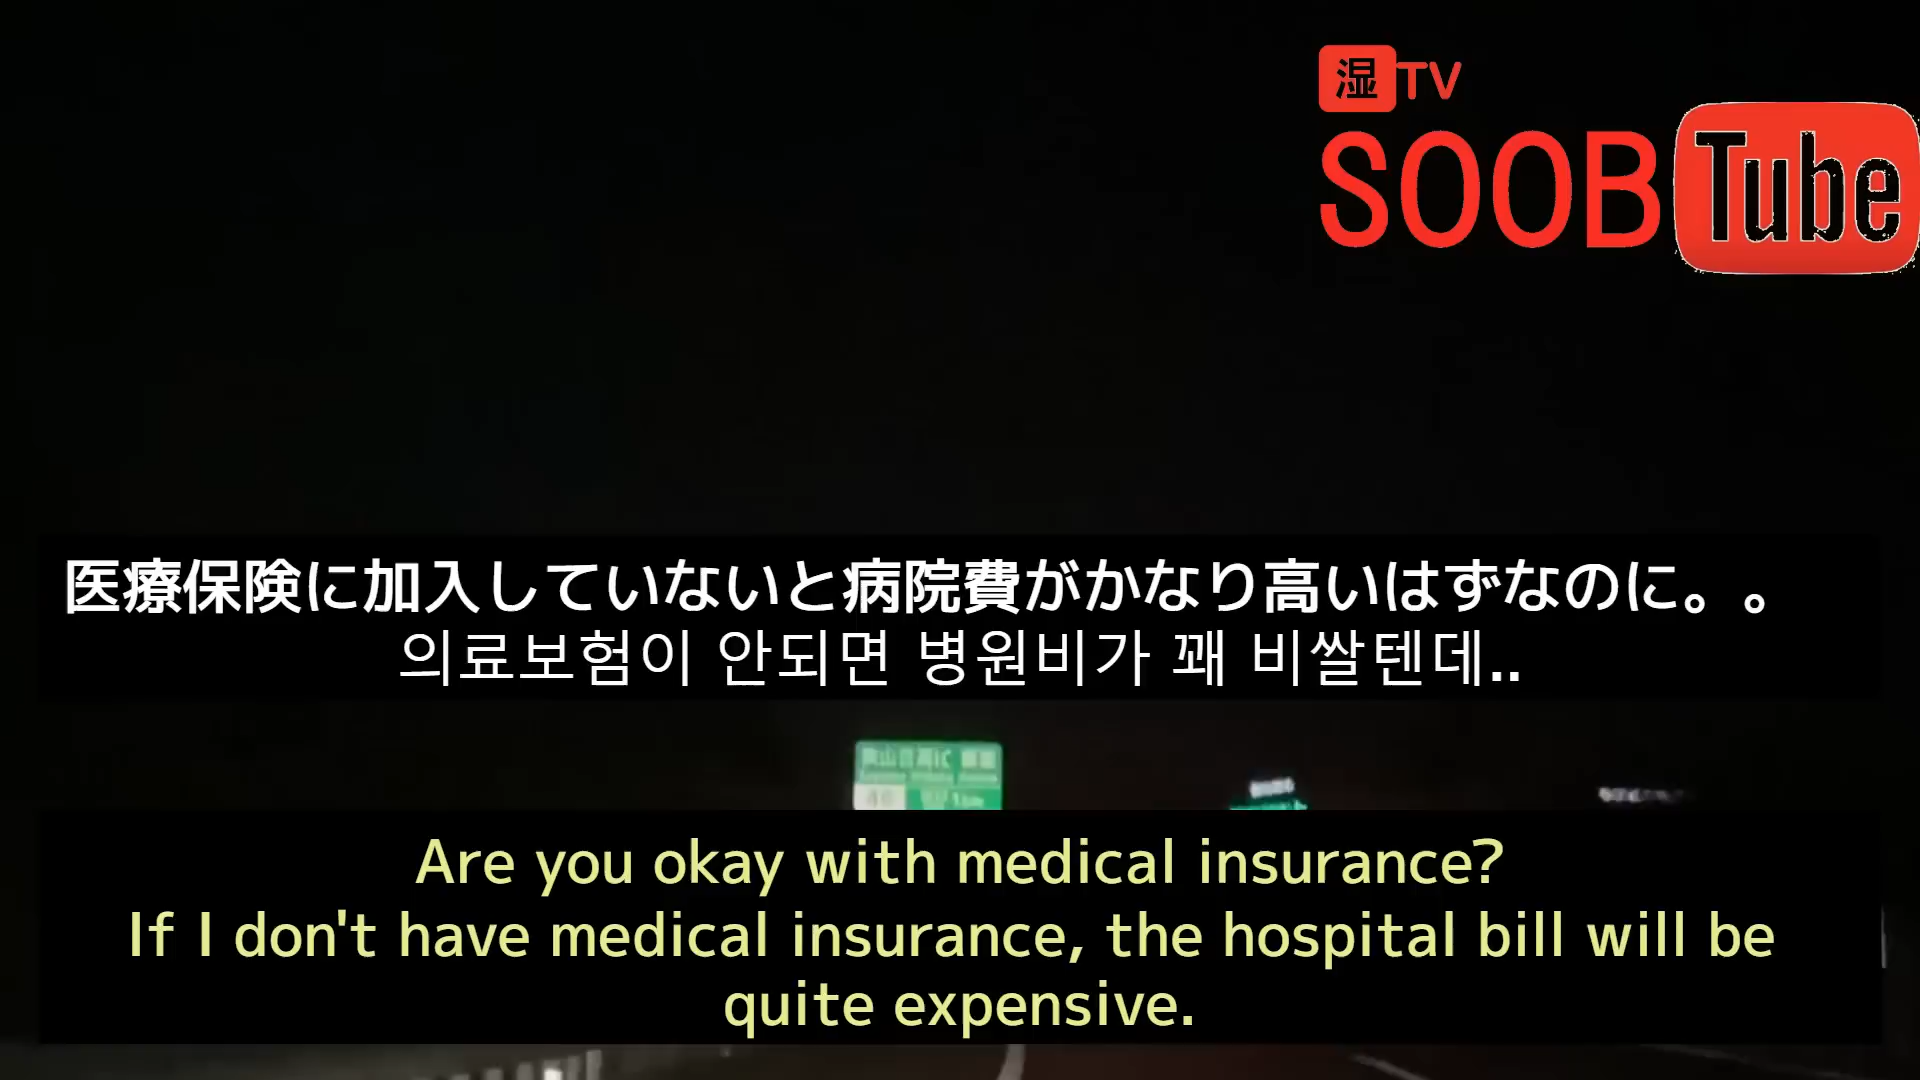 湿TV
SOOBTube
医療保険に加入していないと病院費がかなり高いはずなのに。。
의료보험이 안되면 병원비가 꽤 비쌀텐데..
Are you okay with medical insurance?
If I don't have medical insurance, the hospital bill will be
quite expensive.